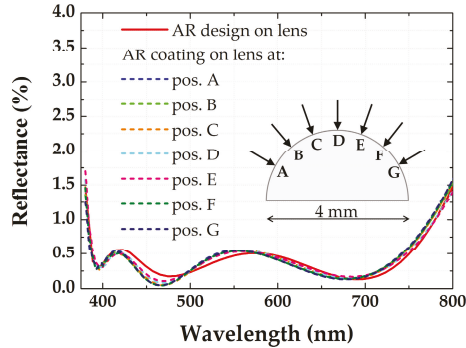 4.0
3.5
3.0
2.5
2.0
1.5
1.0
0.5
0.0
Reflectance (%)
AR design on lens
AR coating on lens at:
pos. A
pos. B
pos. C
pos. D
pos. E
pos. F
pos. G
A
B
C
D
E
F
G
4 mm
400
500
600
700
800
Wavelength (nm)